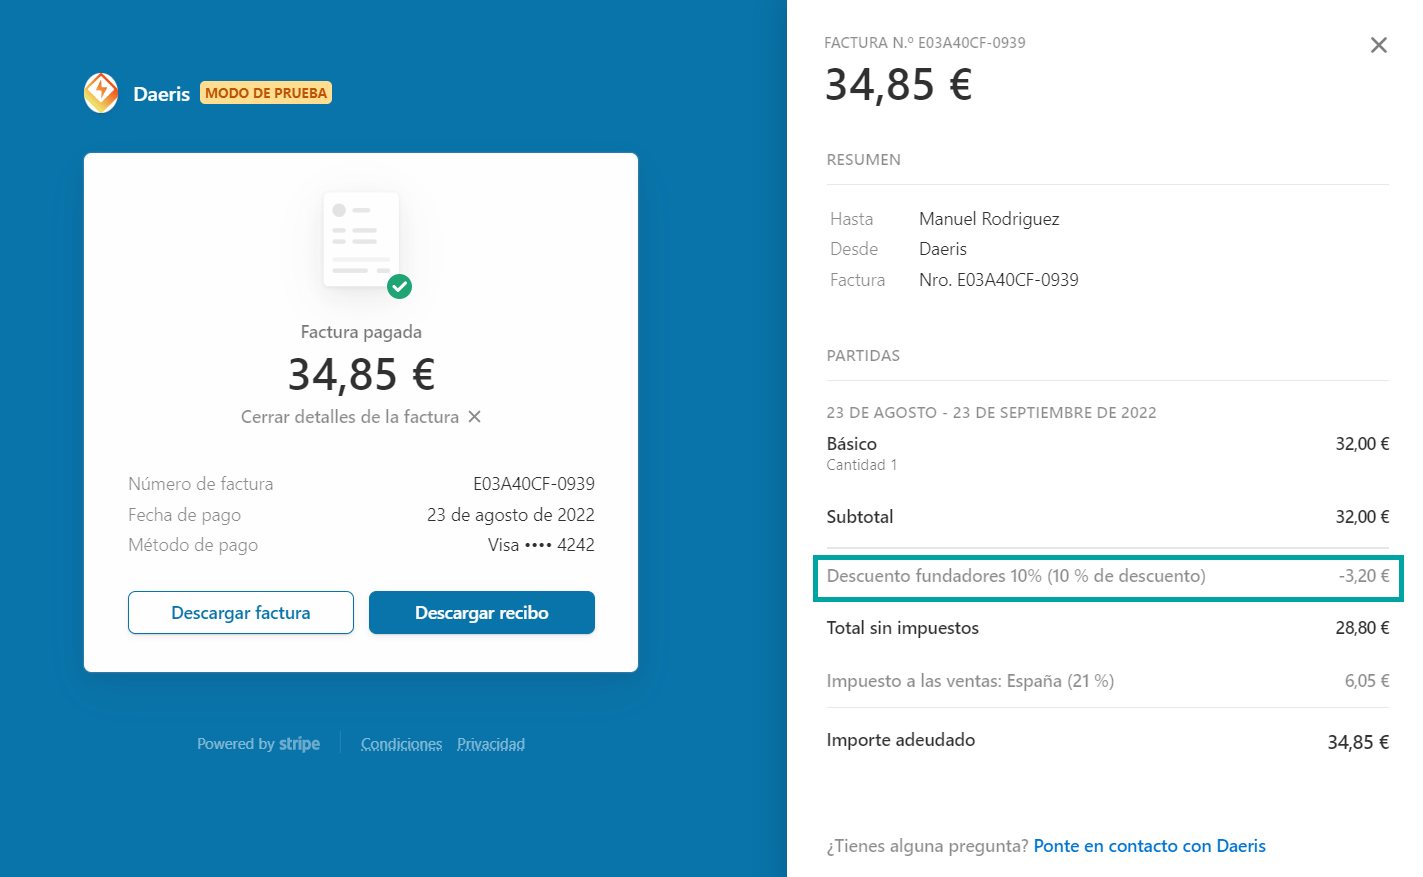 Daeris MODO DE PRUEBA
Factura pagada
34,85 €
Cerrar detalles de la factura
Número de factura E03A40CF-0939
Fecha de pago 23 de agosto de 2022
Método de pago Visa •••• 4242
Descargar factura Descargar recibo
Powered by stripe Condiciones Privacidad
FACTURA N.º E03A40CF-0939
34,85 €
RESUMEN
Hasta Manuel Rodriguez
Desde Daeris
Factura Nro. E03A40CF-0939
PARTIDAS
23 DE AGOSTO - 23 DE SEPTIEMBRE DE 2022
Básico 32,00 €
Cantidad 1
Subtotal 32,00 €
Descuento fundadores 10% (10 % de descuento) -3,20 €
Total sin impuestos 28,80 €
Impuesto a las ventas: España (21 %) 6,05 €
Importe adeudado 34,85 €
¿Tienes alguna pregunta? Ponte en contacto con Daeris